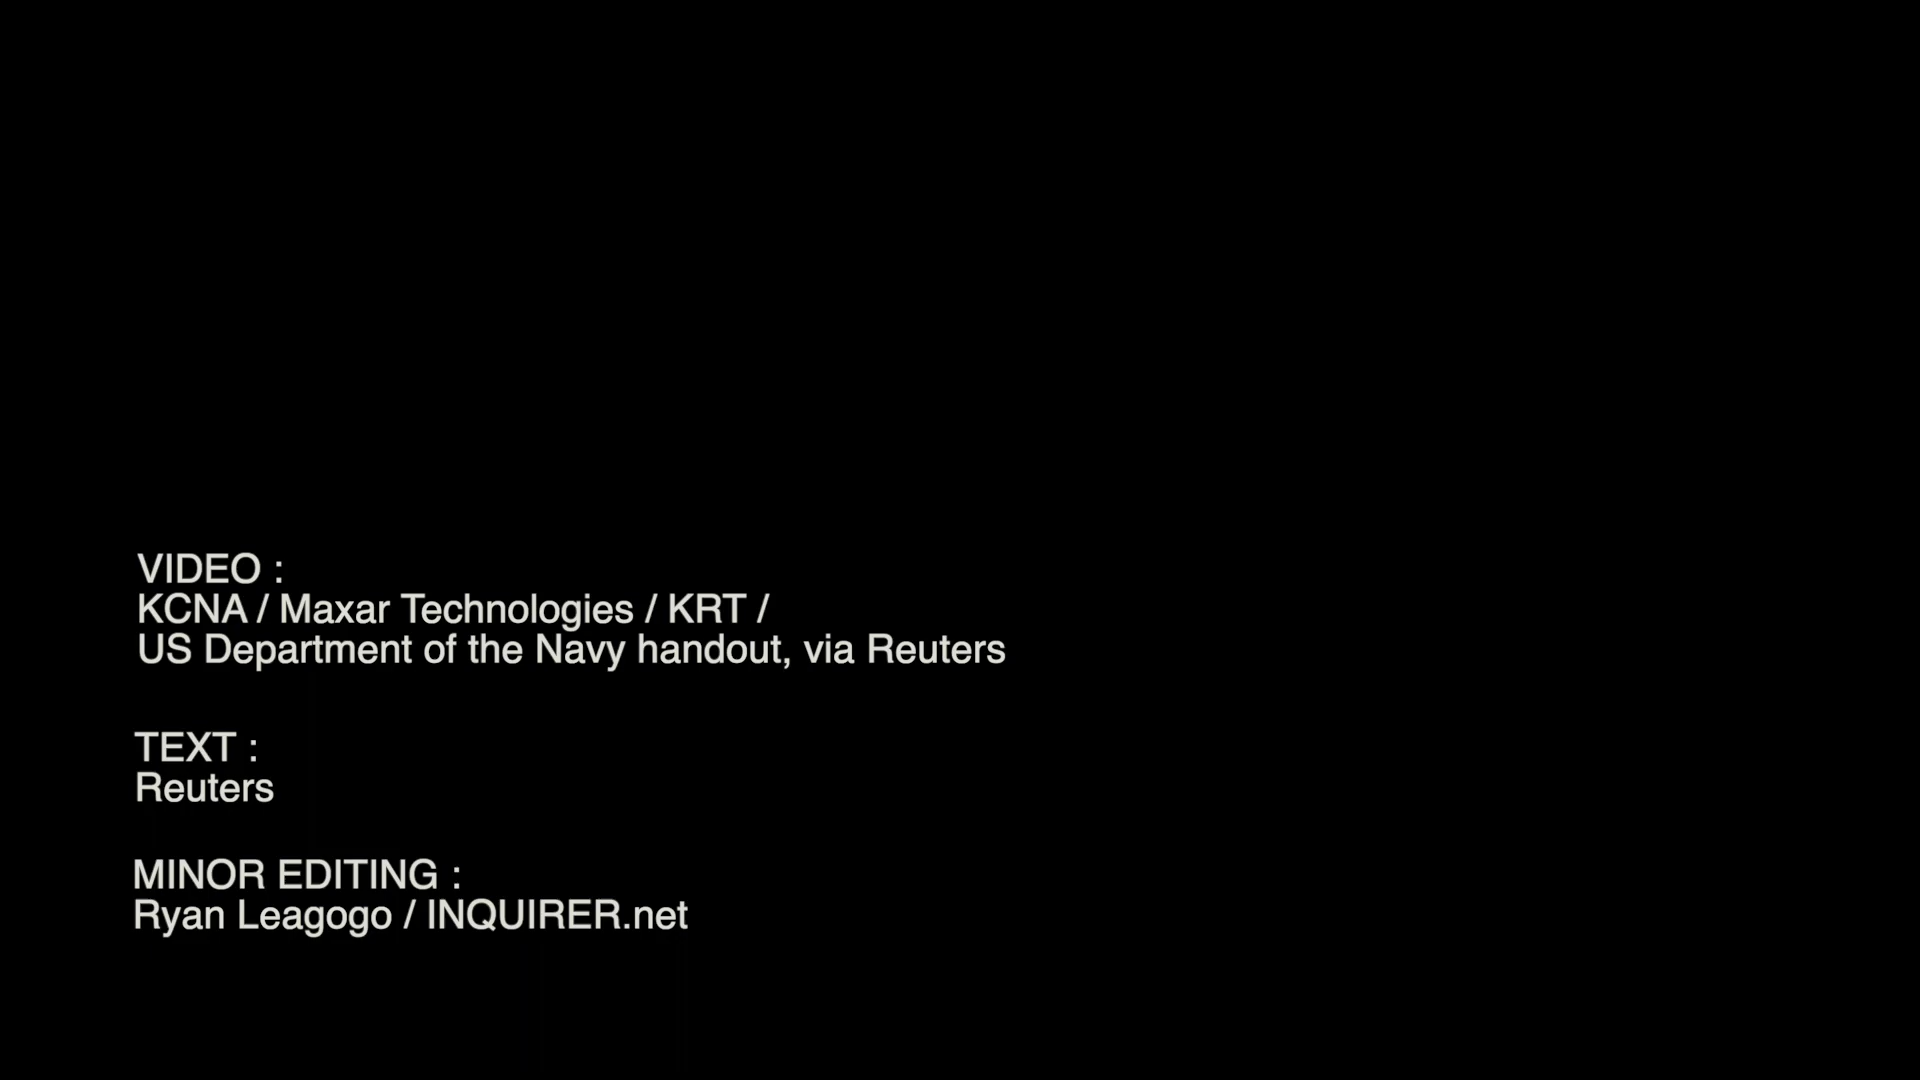 VIDEO :
KCNA / Maxar Technologies / KRT /
US Department of the Navy handout, via Reuters
TEXT :
Reuters
MINOR EDITING :
Ryan Leagogo / INQUIRER.net